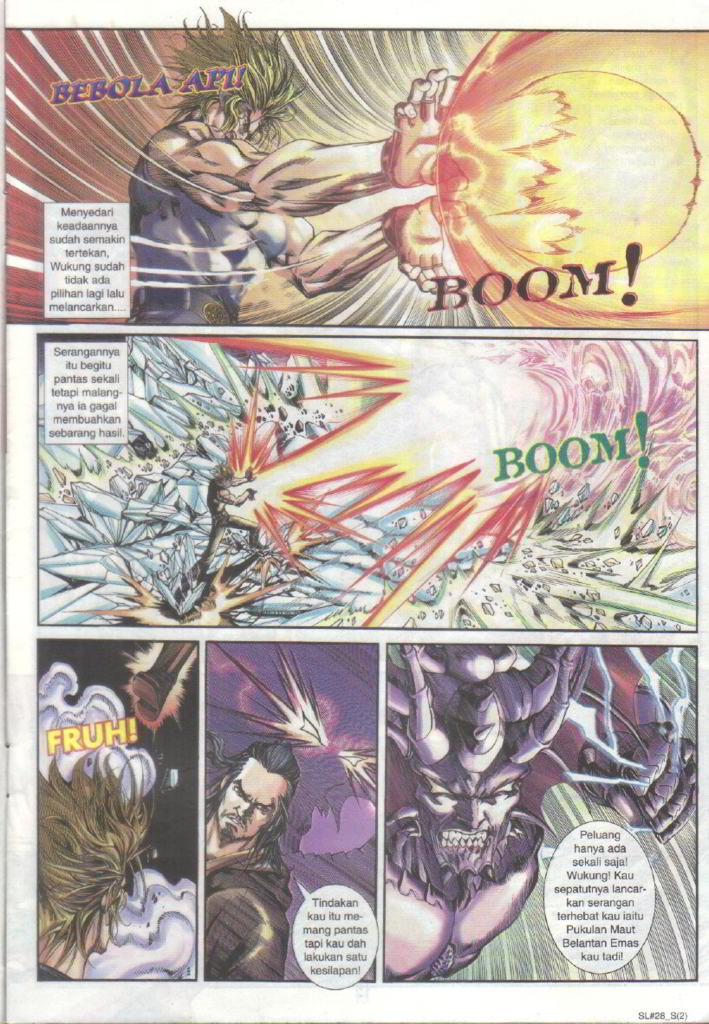 BEBOLA API!
Menyedari
keadaannya
sudah semakin
tertekan,
Wukung sudah
tidak ada
pilihan lagi lalu
melancarkan....
BOOM!
Serangannya
itu begitu
pantas sekali
tetapi malang-
nya ia gagal
membuahkan
sebarang hasil.
BOOM!
FRUH!
Tindakan
kau itu me-
mang pantas
tapi kau dah
lakukan satu
kesilapan!
Peluang
hanya ada
sekali saja!
Wukung! Kau
sepatutnya lancar-
kan serangan
terhebat kau iaitu
Pukulan Maut
Belantan Emas
kau tadi!
SL#28_S(2)